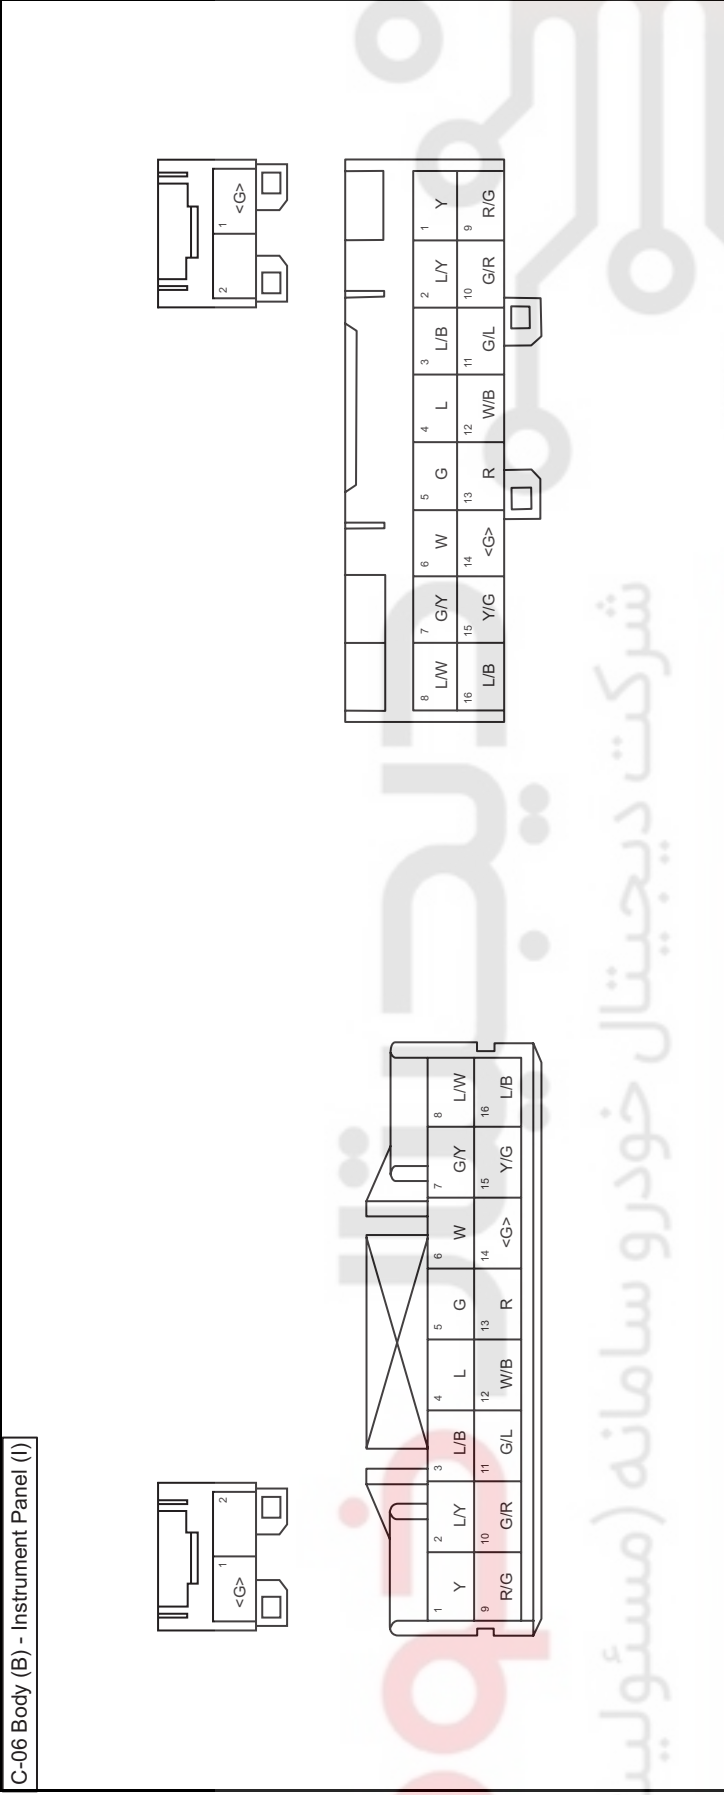 C-06 Body (B) - Instrument Panel (I)
1 2
<G>
2 1
<G>
1 2 3 4 5 6 7 8
Y L/Y L/B L G W G/Y L/W
9 10 11 12 13 14 15 16
R/G G/R G/L W/B R <G> Y/G L/B
8 7 6 5 4 3 2 1
L/W G/Y W G L L/B L/Y Y
16 15 14 13 12 11 10 9
L/B Y/G <G> R W/B G/L G/R R/G
شرکت دیجیتال خودرو سامانه